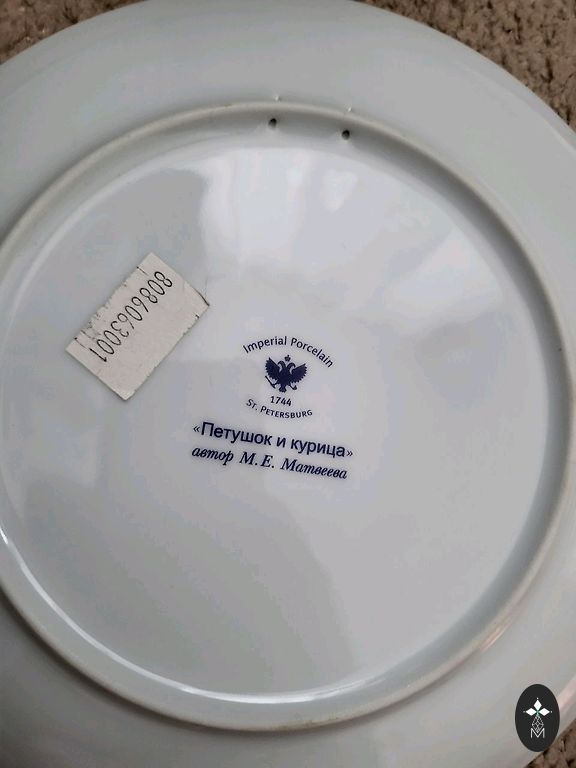 8086063001
Imperial Porcelain
1744
St. Petersburg
«Петушок и курица»
автор М. Е. Матвеева
M